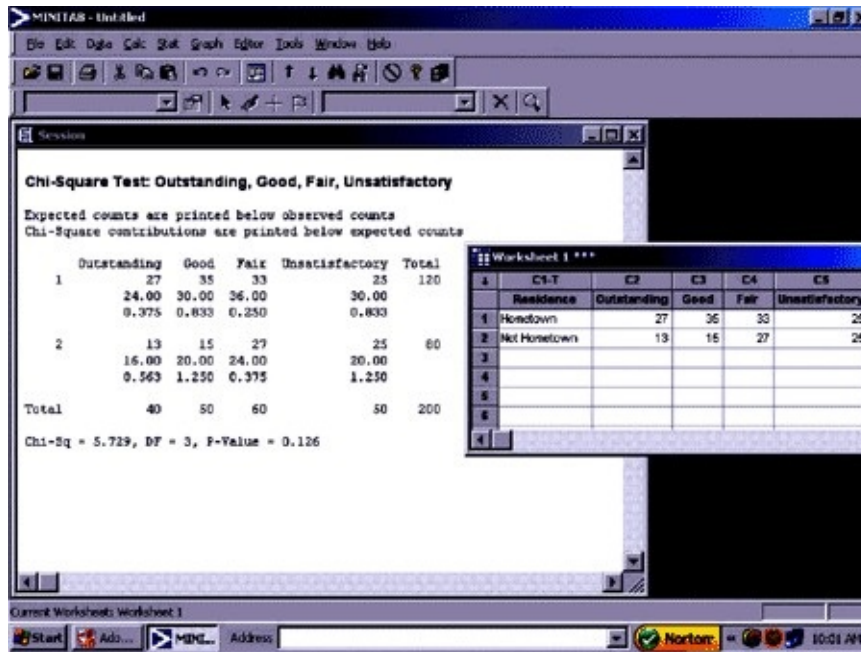 MINITAB - Untitled
File Edit Data Calc Stat Graph Editor Tools Window Help
Session
Chi-Square Test: Outstanding, Good, Fair, Unsatisfactory
Expected counts are printed below observed counts
Chi-Square contributions are printed below expected counts
Outstanding Good Fair Unsatisfactory Total
1 27 35 33 25 120
24.00 30.00 36.00 30.00
0.375 0.833 0.250 0.833
2 13 15 27 25 80
16.00 20.00 24.00 20.00
0.563 1.250 0.375 1.250
Total 40 50 60 50 200
Chi-Sq = 5.729, DF = 3, P-Value = 0.126
Worksheet 1 ***
C1-T C2 C3 C4 C5
Residence Outstanding Good Fair Unsatisfactory
1 Hometown 27 35 33 25
2 Not Hometown 13 15 27 25
3
4
5
6
Current Worksheet: Worksheet 1
Start Ado... MINI... Address Norton 10:01 AM